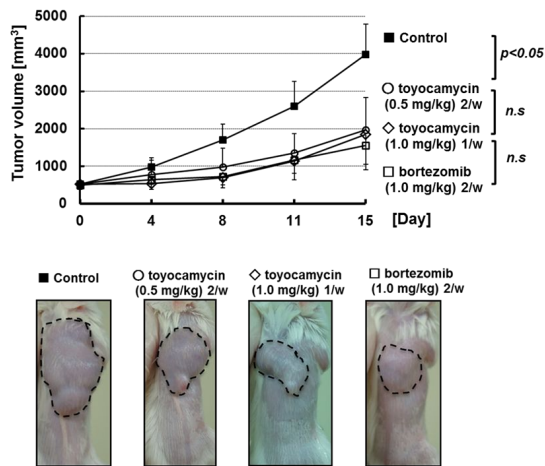 Tumor volume [mm³]
5000
4000
3000
2000
1000
0
0 4 8 11 15 [Day]
Control
toyocamycin
(0.5 mg/kg) 2/w
toyocamycin
(1.0 mg/kg) 1/w
bortezomib
(1.0 mg/kg) 2/w
p<0.05
n.s
n.s
Control
toyocamycin
(0.5 mg/kg) 2/w
toyocamycin
(1.0 mg/kg) 1/w
bortezomib
(1.0 mg/kg) 2/w